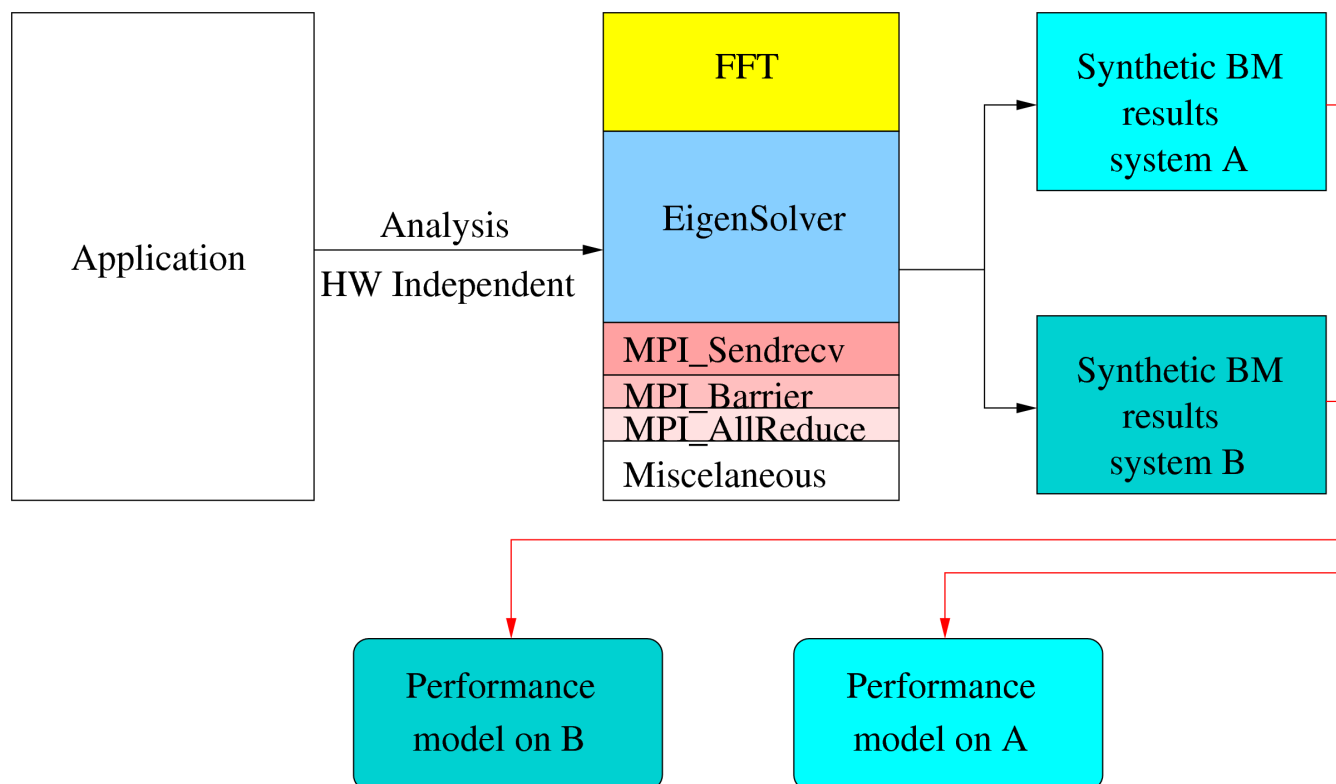 Application
Analysis
HW Independent
FFT
EigenSolver
MPI_Sendrecv
MPI_Barrier
MPI_AllReduce
Miscelaneous
Synthetic BM
results
system A
Synthetic BM
results
system B
Performance
model on B
Performance
model on A